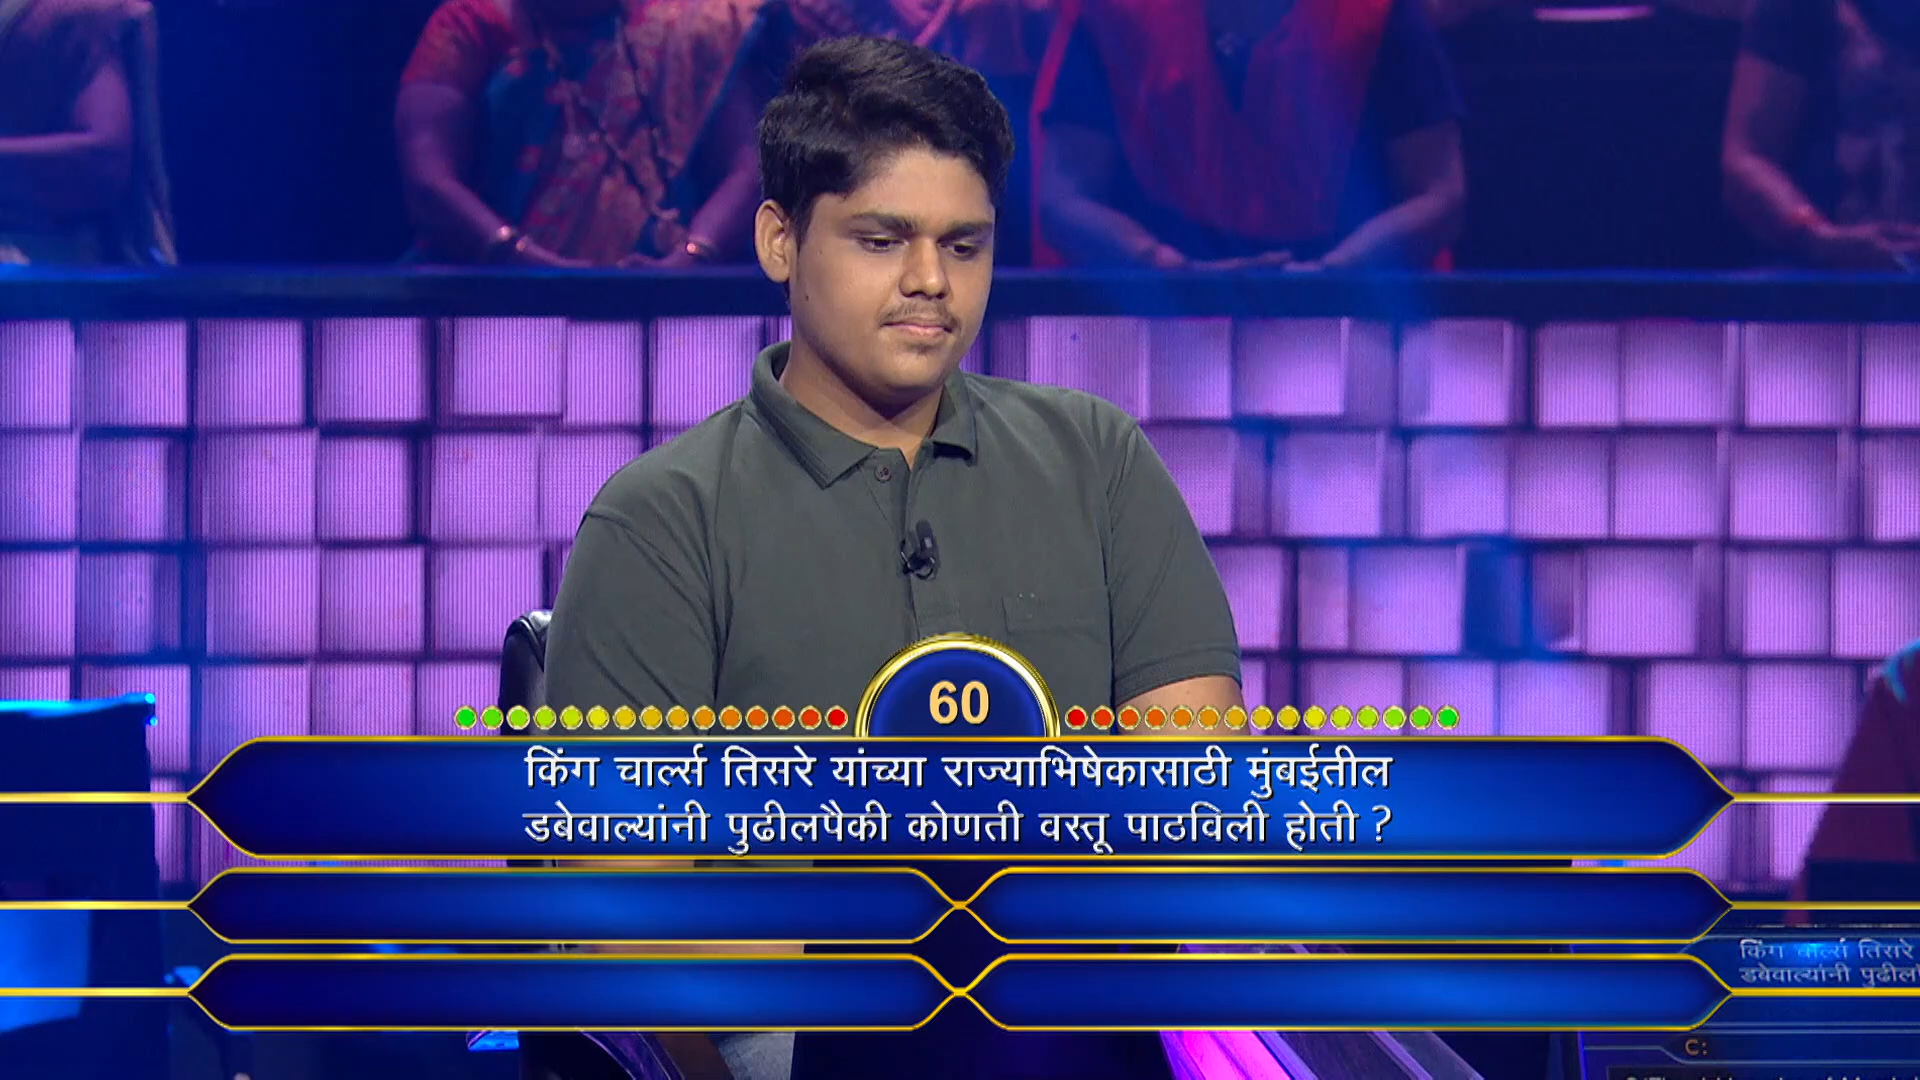 60
किंग चार्ल्स तिसरे यांच्या राज्याभिषेकासाठी मुंबईतील
डबेवाल्यांनी पुढीलपैकी कोणती वस्तू पाठविली होती ?
किंग चार्ल्स तिसरे
डबेवाल्यांनी
C: